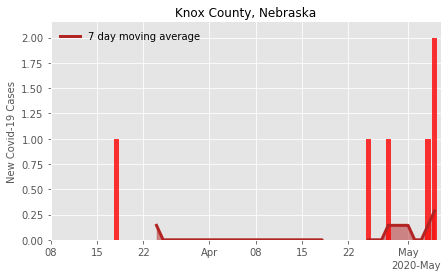 Knox County, Nebraska
7 day moving average
New Covid-19 Cases
2.00
1.75
1.50
1.25
1.00
0.75
0.50
0.25
0.00
08 15 22 Apr 08 15 22 May
2020-May